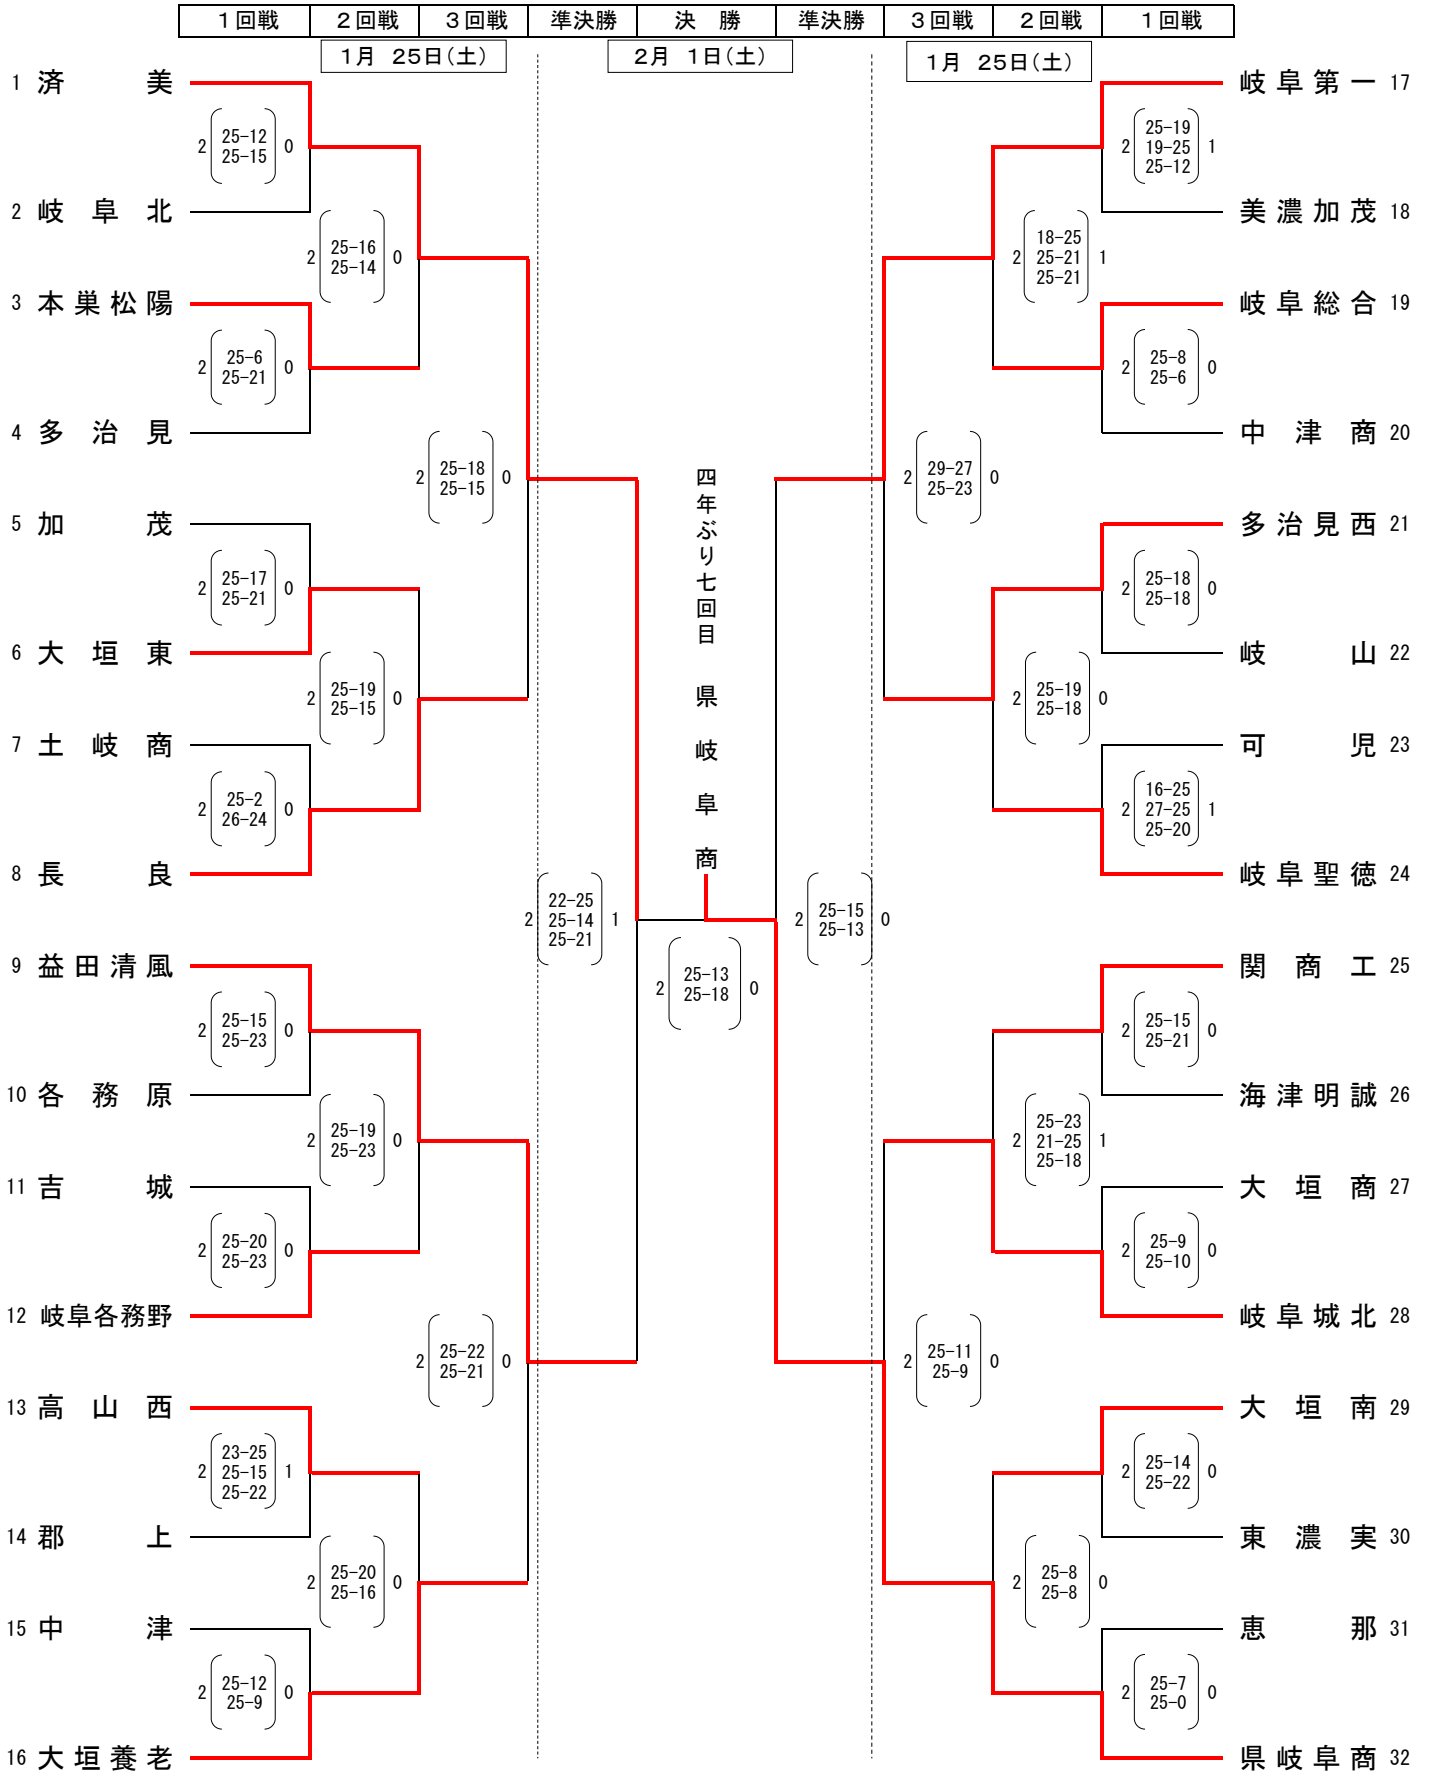 1回戦 2回戦 3回戦 準決勝 決 勝 準決勝 3回戦 2回戦 1回戦
1月 25日(土) 2月 1日(土) 1月 25日(土)
1 済 美
2 25-12 0
25-15
2 岐 阜 北
2 25-16 0
25-14
3 本 巣 松 陽
2 25-6 0
25-21
4 多 治 見
2 25-18 0
25-15
5 加 茂
2 25-17 0
25-21
6 大 垣 東
2 25-19 0
25-15
7 土 岐 商
2 25-2 0
26-24
8 長 良
2 22-25 1
25-14
25-21
9 益 田 清 風
2 25-15 0
25-23
10 各 務 原
2 25-19 0
25-23
11 吉 城
2 25-20 0
25-23
12 岐阜各務野
2 25-22 0
25-21
13 高 山 西
2 23-25 1
25-15
25-22
14 郡 上
2 25-20 0
25-16
15 中 津
2 25-12 0
25-9
16 大 垣 養 老
四年ぶり七回目 県 岐 阜 商
2 25-13 0
25-18
岐 阜 第 一 17
2 25-19 1
19-25
25-12
美 濃 加 茂 18
2 18-25 1
25-21
25-21
岐 阜 総 合 19
2 25-8 0
25-6
中 津 商 20
2 29-27 0
25-23
多 治 見 西 21
2 25-18 0
25-18
岐 山 22
2 25-19 0
25-18
可 児 23
2 16-25 1
27-25
25-20
岐 阜 聖 徳 24
2 25-15 0
25-13
関 商 工 25
2 25-15 0
25-21
海 津 明 誠 26
2 25-23 1
21-25
25-18
大 垣 商 27
2 25-9 0
25-10
岐 阜 城 北 28
2 25-11 0
25-9
大 垣 南 29
2 25-14 0
25-22
東 濃 実 30
2 25-8 0
25-8
恵 那 31
2 25-7 0
25-0
県 岐 阜 商 32